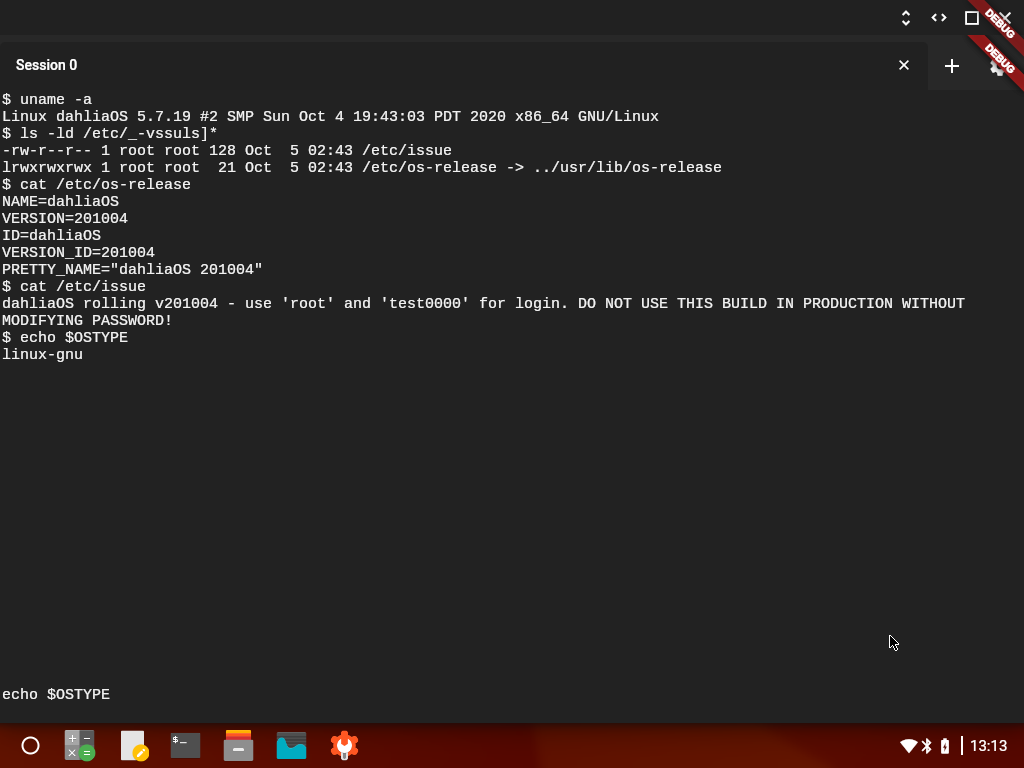 DEBUG
DEBUG
Session 0
$ uname -a
Linux dahliaOS 5.7.19 #2 SMP Sun Oct 4 19:43:03 PDT 2020 x86_64 GNU/Linux
$ ls -ld /etc/_-vssuls]*
-rw-r--r-- 1 root root 128 Oct  5 02:43 /etc/issue
lrwxrwxrwx 1 root root  21 Oct  5 02:43 /etc/os-release -> ../usr/lib/os-release
$ cat /etc/os-release
NAME=dahliaOS
VERSION=201004
ID=dahliaOS
VERSION_ID=201004
PRETTY_NAME="dahliaOS 201004"
$ cat /etc/issue
dahliaOS rolling v201004 - use 'root' and 'test0000' for login. DO NOT USE THIS BUILD IN PRODUCTION WITHOUT
MODIFYING PASSWORD!
$ echo $OSTYPE
linux-gnu
echo $OSTYPE
13:13